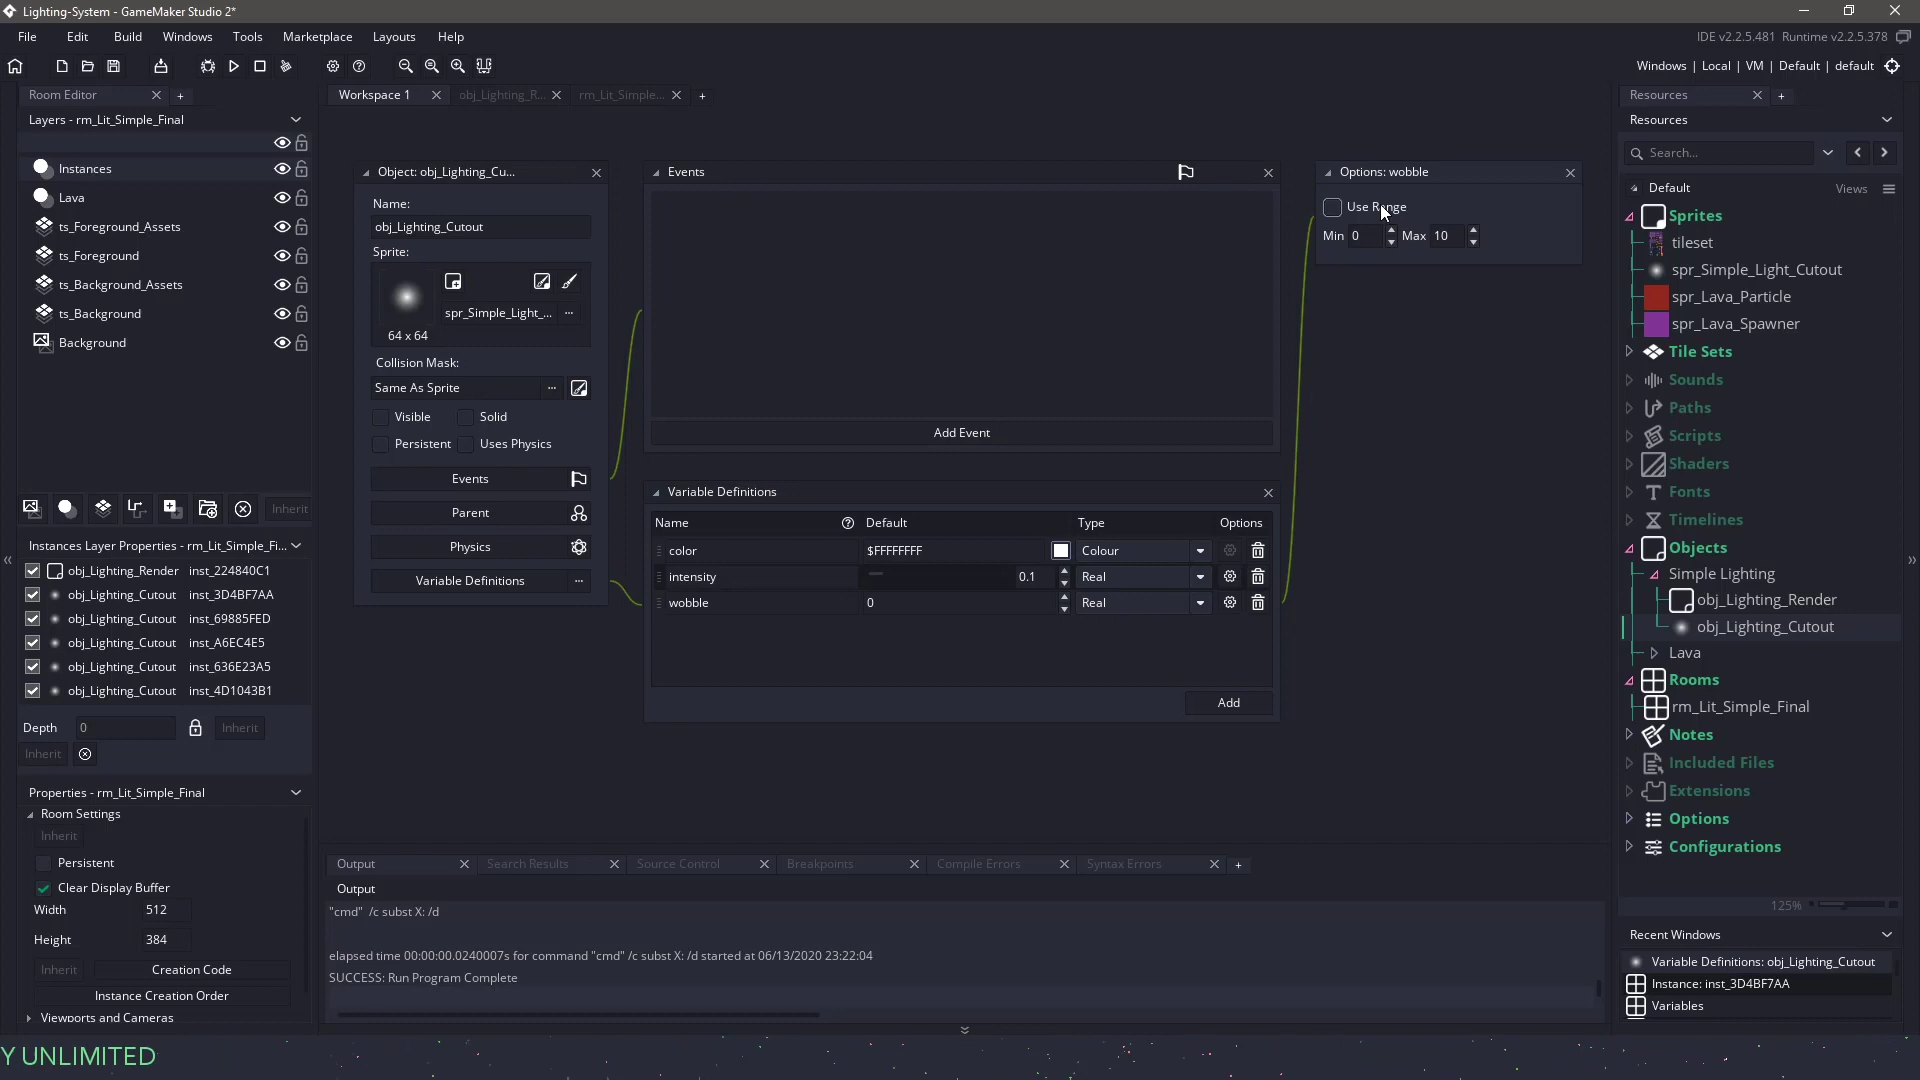 Lighting-System - GameMaker Studio 2*
File Edit Build Windows Tools Marketplace Layouts Help
IDE v2.2.5.481 Runtime v2.2.5.378
Windows | Local | VM | Default | default
Room Editor
Layers - rm_Lit_Simple_Final
Instances
Lava
ts_Foreground_Assets
ts_Foreground
ts_Background_Assets
ts_Background
Background
Inherit
Instances Layer Properties - rm_Lit_Simple_Fi...
obj_Lighting_Render inst_224840C1
obj_Lighting_Cutout inst_3D4BF7AA
obj_Lighting_Cutout inst_69885FED
obj_Lighting_Cutout inst_A6EC4E5
obj_Lighting_Cutout inst_636E23A5
obj_Lighting_Cutout inst_4D1043B1
Depth 0 Inherit
Inherit
Properties - rm_Lit_Simple_Final
Room Settings
Inherit
Persistent
Clear Display Buffer
Width 512
Height 384
Inherit Creation Code
Instance Creation Order
Viewports and Cameras
Workspace 1 obj_Lighting_R... rm_Lit_Simple...
Object: obj_Lighting_Cu...
Name:
obj_Lighting_Cutout
Sprite:
spr_Simple_Light_... ...
64 x 64
Collision Mask:
Same As Sprite ...
Visible Solid
Persistent Uses Physics
Events
Parent
Physics
Variable Definitions ...
Events
Add Event
Variable Definitions
Name Default Type Options
color $FFFFFFFF Colour
intensity 0.1 Real
wobble 0 Real
Add
Options: wobble
Use Range
Min 0 Max 10
Output Search Results Source Control Breakpoints Compile Errors Syntax Errors
Output
"cmd" /c subst X: /d
elapsed time 00:00:00.0240007s for command "cmd" /c subst X: /d started at 06/13/2020 23:22:04
SUCCESS: Run Program Complete
Resources
Resources
Search...
Default Views
Sprites
tileset
spr_Simple_Light_Cutout
spr_Lava_Particle
spr_Lava_Spawner
Tile Sets
Sounds
Paths
Scripts
Shaders
Fonts
Timelines
Objects
Simple Lighting
obj_Lighting_Render
obj_Lighting_Cutout
Lava
Rooms
rm_Lit_Simple_Final
Notes
Included Files
Extensions
Options
Configurations
125%
Recent Windows
Variable Definitions: obj_Lighting_Cutout
Instance: inst_3D4BF7AA
Variables
Y UNLIMITED